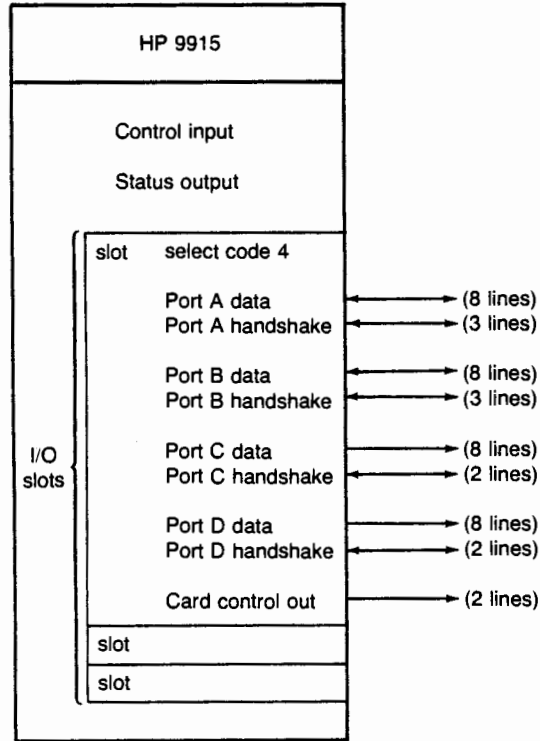 HP 9915
Control input
Status output
slot select code 4
Port A data (8 lines)
Port A handshake (3 lines)
Port B data (8 lines)
Port B handshake (3 lines)
I/O
slots
Port C data (8 lines)
Port C handshake (2 lines)
Port D data (8 lines)
Port D handshake (2 lines)
Card control out (2 lines)
slot
slot